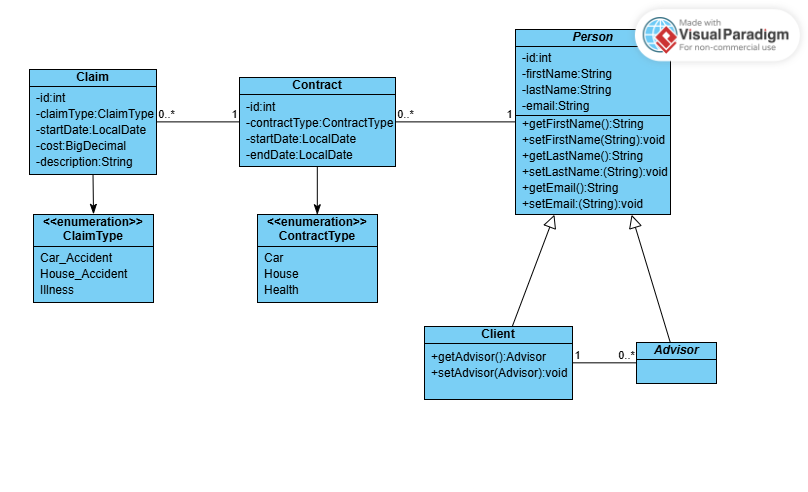 Made with
VisualParadigm
For non-commercial use
Claim
-id:int
-claimType:ClaimType
-startDate:LocalDate
-cost:BigDecimal
-description:String
0..*
1
Contract
-id:int
-contractType:ContractType
-startDate:LocalDate
-endDate:LocalDate
0..*
1
Person
-id:int
-firstName:String
-lastName:String
-email:String
+getFirstName():String
+setFirstName(String):void
+getLastName():String
+setLastName:(String):void
+getEmail():String
+setEmail:(String):void
<<enumeration>>
ClaimType
Car_Accident
House_Accident
Illness
<<enumeration>>
ContractType
Car
House
Health
Client
+getAdvisor():Advisor
+setAdvisor(Advisor):void
1
0..*
Advisor